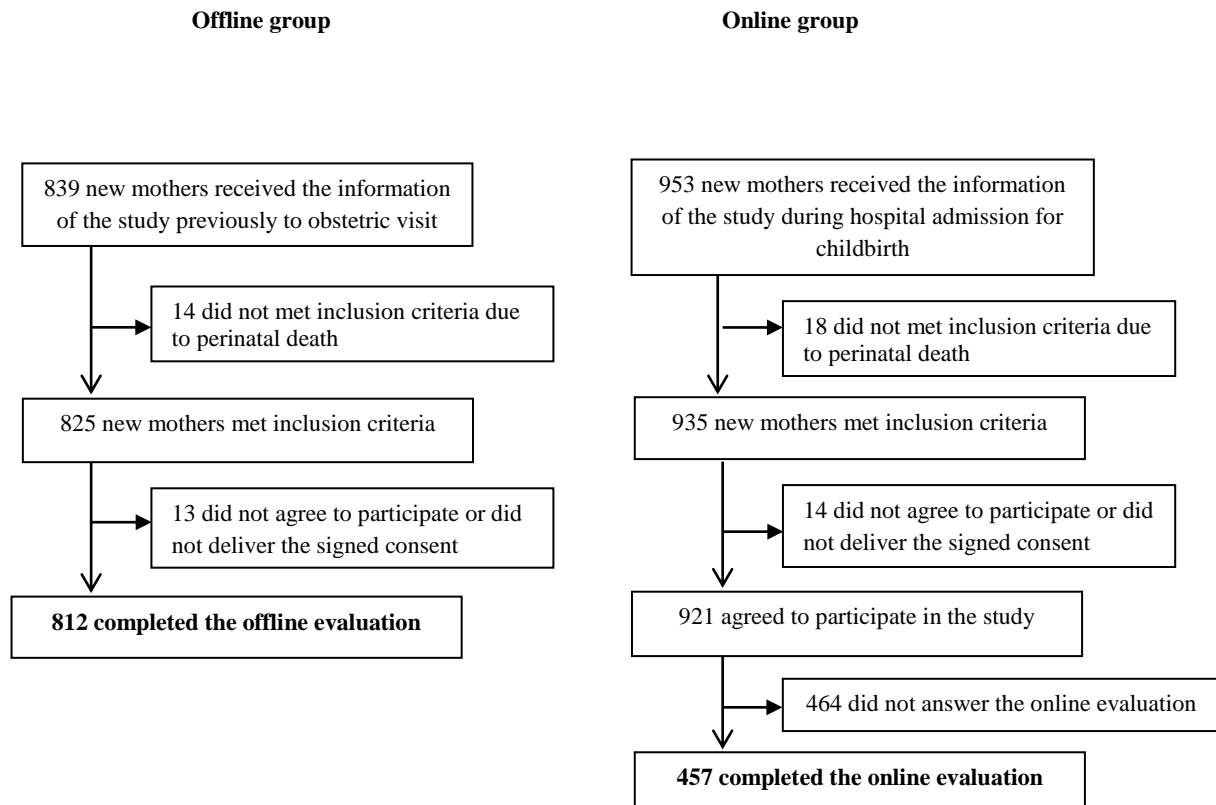 Offline group
839 new mothers received the information
of the study previously to obstetric visit
14 did not met inclusion criteria due
to perinatal death
825 new mothers met inclusion criteria
13 did not agree to participate or did
not deliver the signed consent
812 completed the offline evaluation
Online group
953 new mothers received the information
of the study during hospital admission for
childbirth
18 did not met inclusion criteria due
to perinatal death
935 new mothers met inclusion criteria
14 did not agree to participate or did
not deliver the signed consent
921 agreed to participate in the study
464 did not answer the online evaluation
457 completed the online evaluation